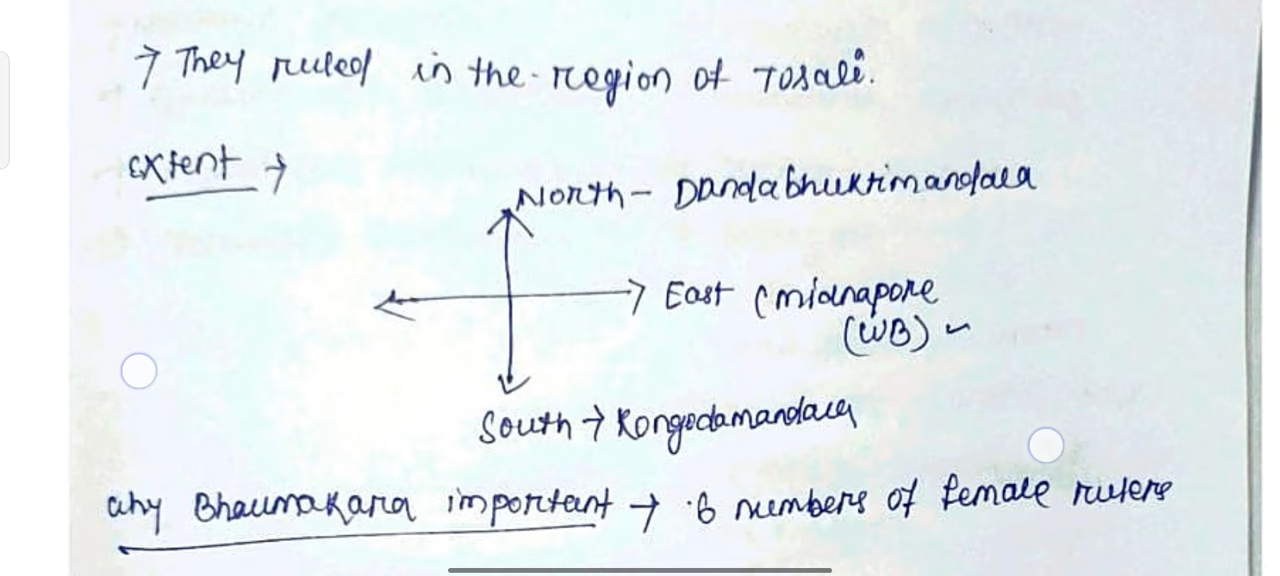 → They ruled in the region of Tosali.
Extent →
North - Dandabhuktimandala
East (Midnapore
(WB)
South → Kongodamandala
Why Bhaumakara important → 6 numbers of female rulers